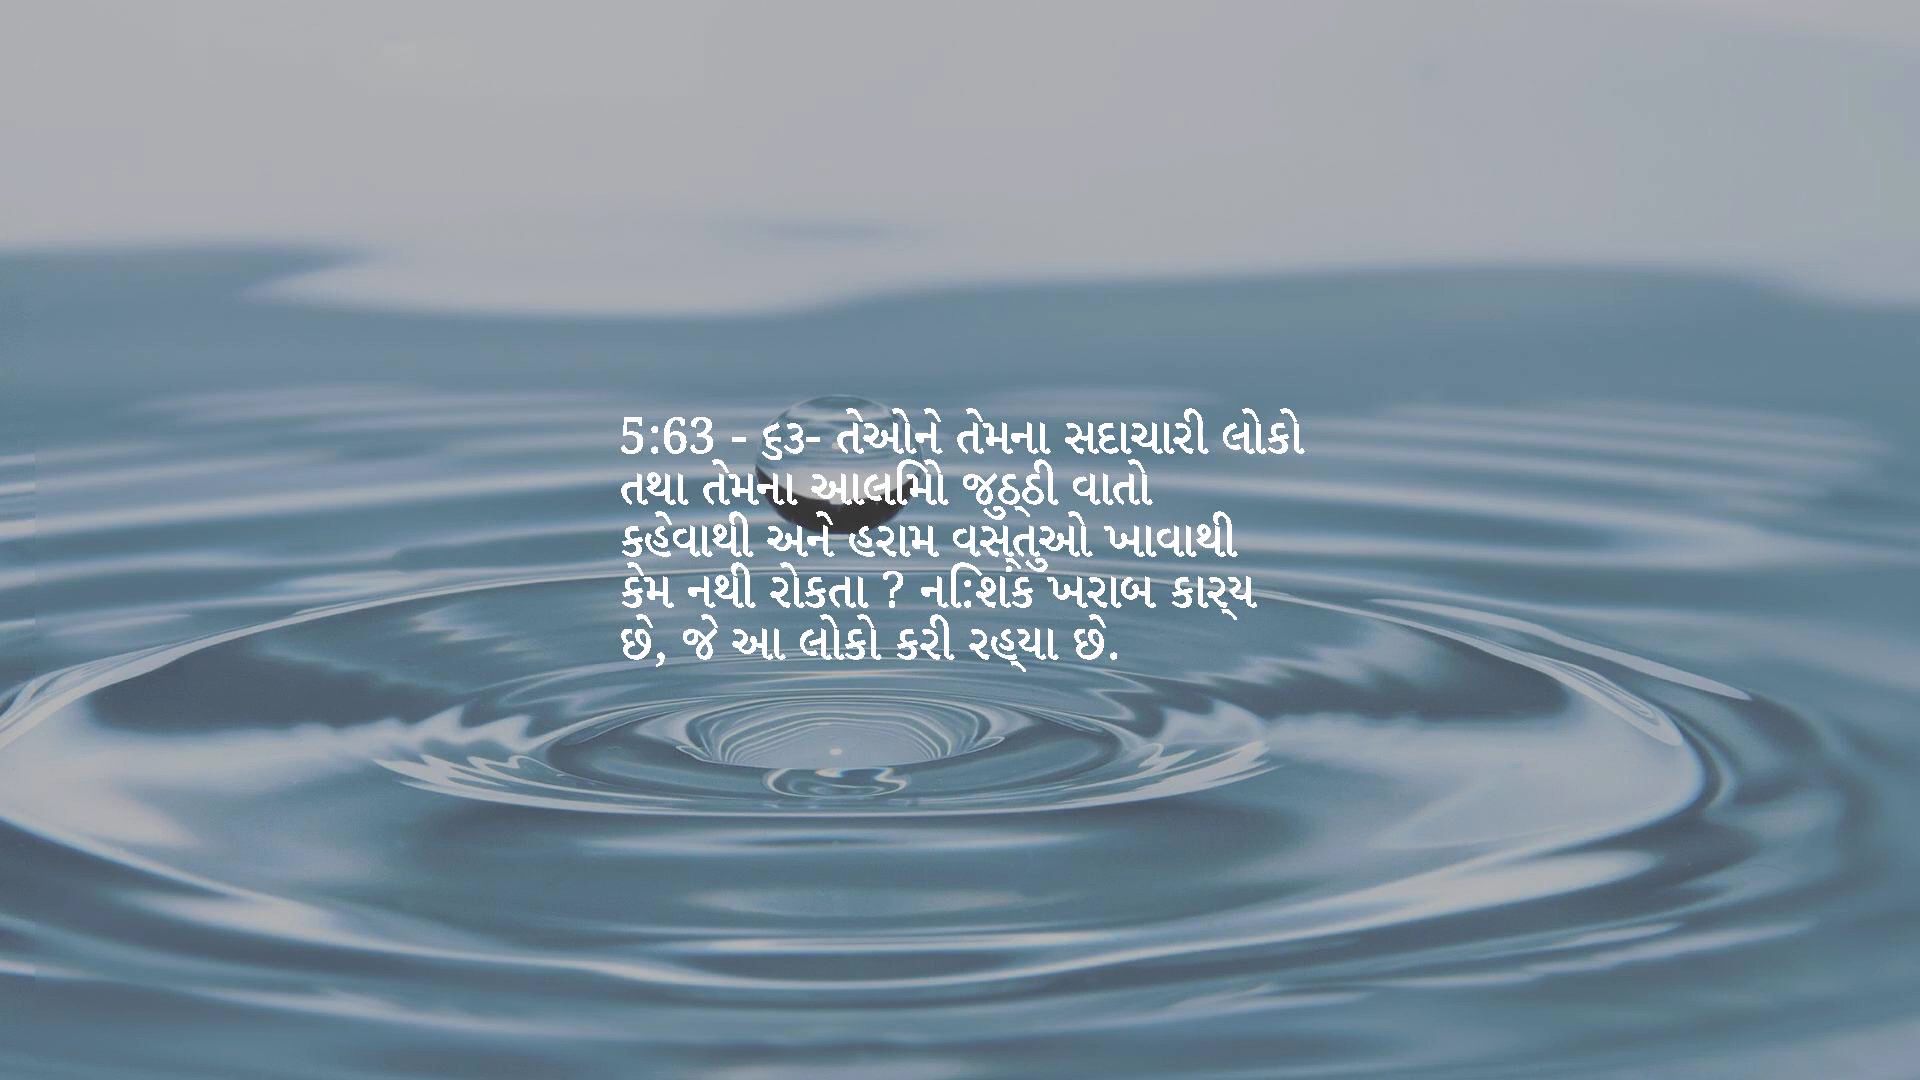 5:63 - ૬૩- તેઓને તેમના સદાચારી લોકો
તથા તેમના આલિમો જુઠ્ઠી વાતો
કહેવાથી અને હરામ વસ્તુઓ ખાવાથી
કેમ નથી રોકતા ? નિ:શંક ખરાબ કાર્ય
છે, જે આ લોકો કરી રહ્યા છે.